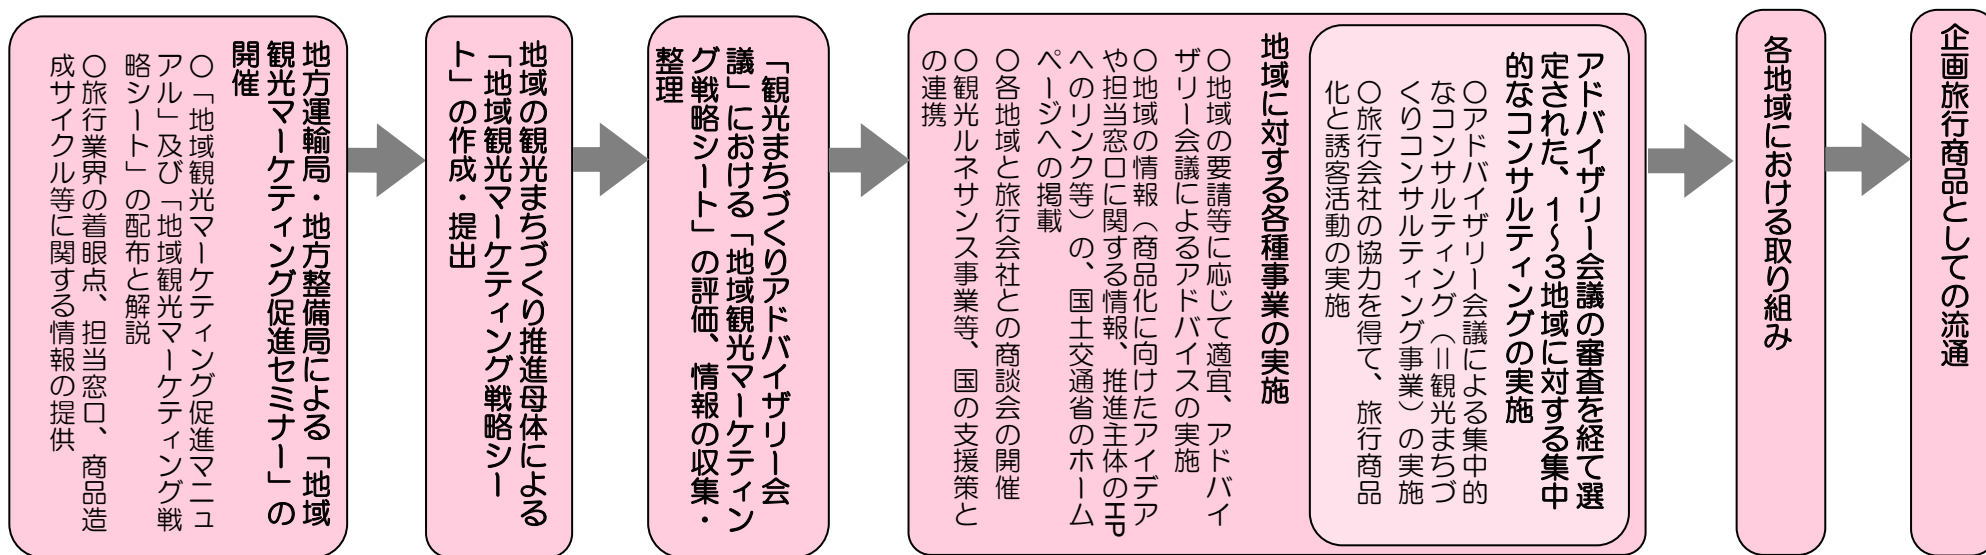 地方運輸局・地方整備局による「地域
観光マーケティング促進セミナー」の
開催
○「地域観光マーケティング促進マニュ
アル」及び「地域観光マーケティング戦
略シート」の配布と解説
○旅行業界の着眼点、担当窓口、商品造
成サイクル等に関する情報の提供
地域の観光まちづくり推進母体による
「地域観光マーケティング戦略シー
ト」の作成・提出
「観光まちづくりアドバイザリー会
議」における「地域観光マーケティン
グ戦略シート」の評価、情報の収集・
整理
アドバイザリー会議の審査を経て選
定された、１～３地域に対する集中
的なコンサルティングの実施
○アドバイザリー会議による集中的
なコンサルティング（＝観光まちづ
くりコンサルティング事業）の実施
○旅行会社の協力を得て、旅行商品
化と誘客活動の実施
地域に対する各種事業の実施
○地域の要請等に応じて適宜、アドバイ
ザリー会議によるアドバイスの実施
○地域の情報（商品化に向けたアイデア
や担当窓口に関する情報、推進主体のHP
へのリンク等）の、国土交通省のホーム
ページへの掲載
○各地域と旅行会社との商談会の開催
○観光ルネサンス事業等、国の支援策と
の連携
各地域における取り組み
企画旅行商品としての流通